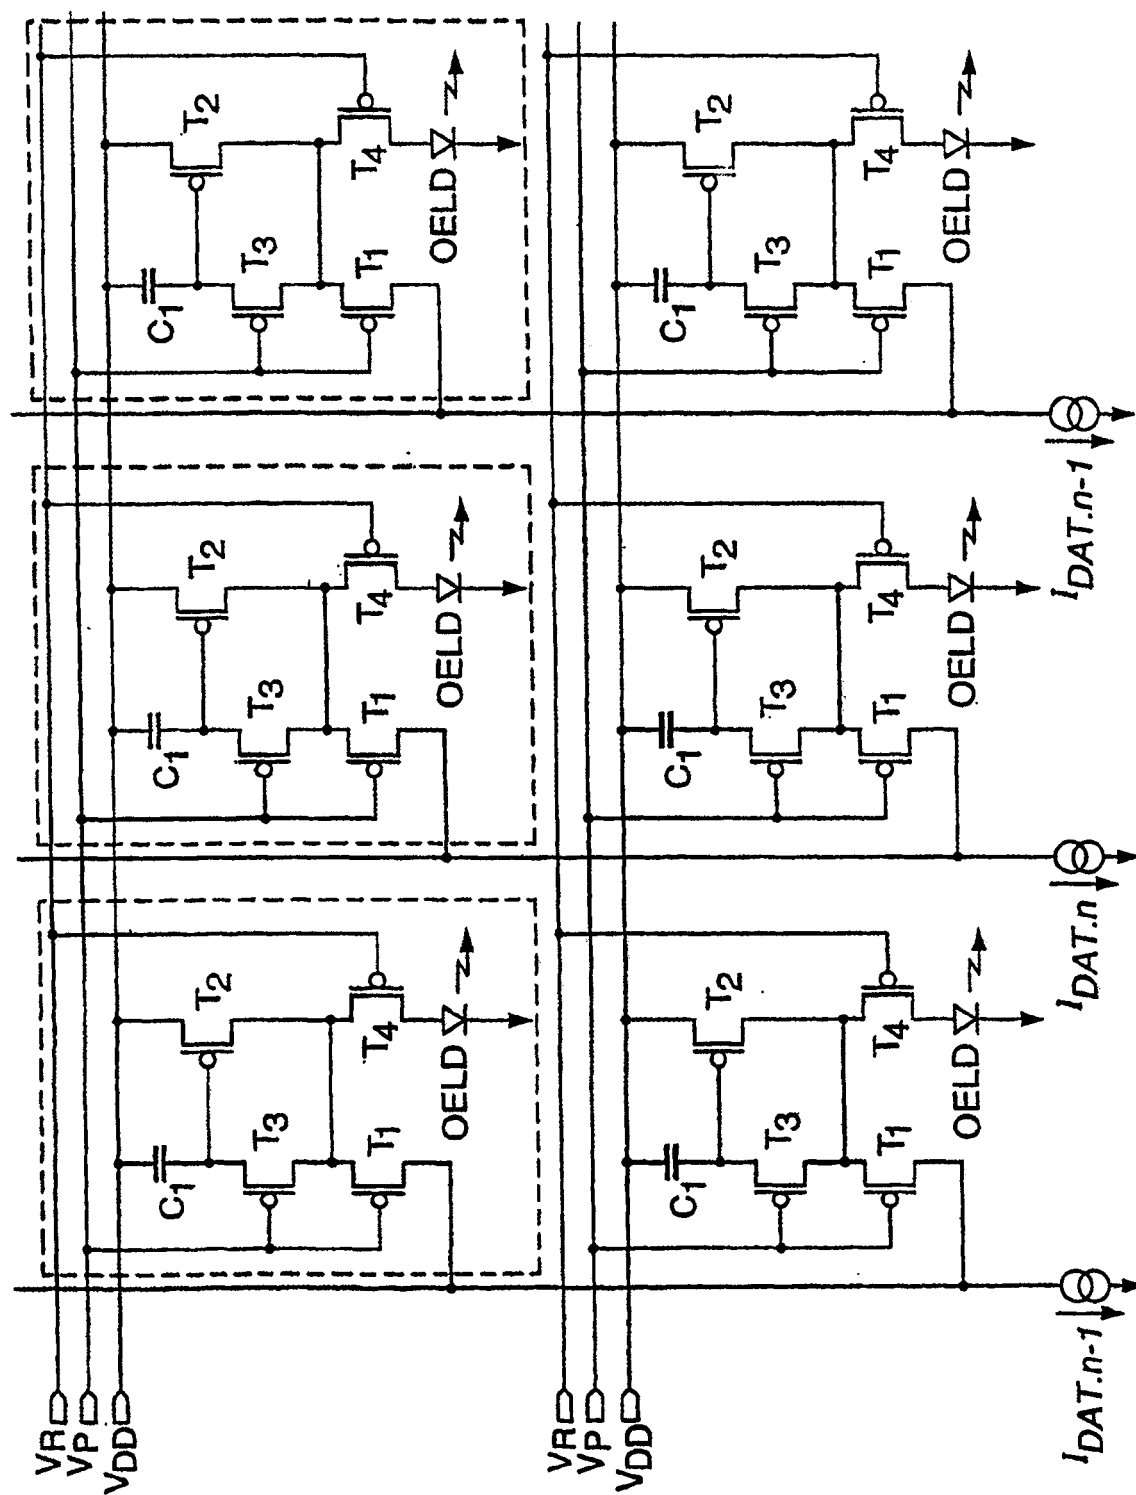 VR
VP
VDD
C1
T2
T3
T1
T4
OELD
C1
T2
T3
T1
T4
OELD
C1
T2
T3
T1
T4
OELD
VR
VP
VDD
C1
T2
T3
T1
T4
OELD
C1
T2
T3
T1
T4
OELD
C1
T2
T3
T1
T4
OELD
IDAT.n-1
IDAT.n
IDAT.n-1